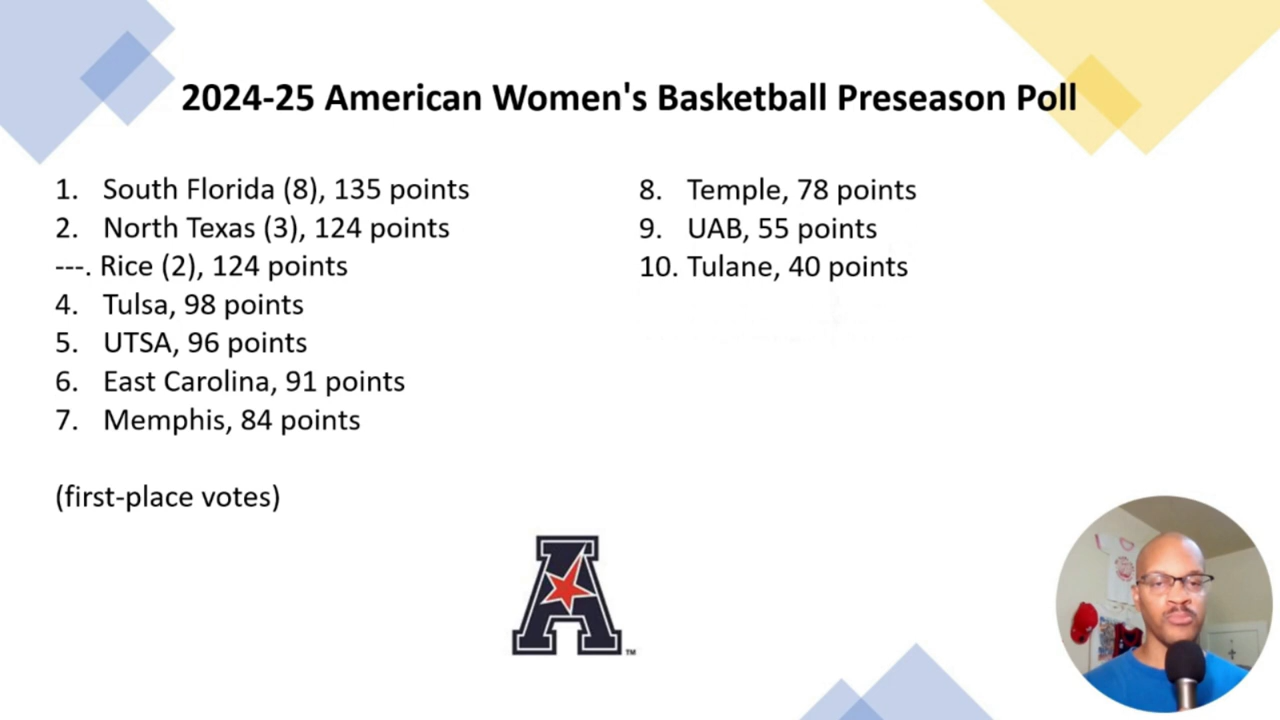 2024-25 American Women's Basketball Preseason Poll
1. South Florida (8), 135 points
2. North Texas (3), 124 points
---. Rice (2), 124 points
4. Tulsa, 98 points
5. UTSA, 96 points
6. East Carolina, 91 points
7. Memphis, 84 points
(first-place votes)
8. Temple, 78 points
9. UAB, 55 points
10. Tulane, 40 points
A
TM